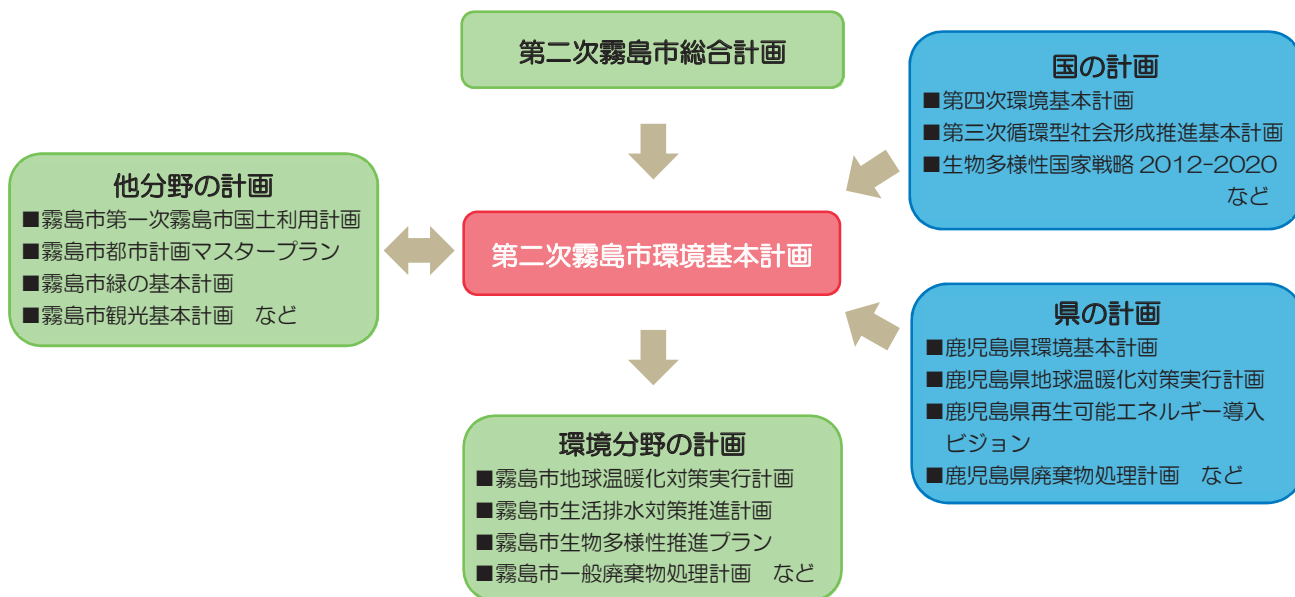 第二次霧島市総合計画
国の計画
■第四次環境基本計画
■第三次循環型社会形成推進基本計画
■生物多様性国家戦略 2012-2020
など
他分野の計画
■霧島市第一次霧島市国土利用計画
■霧島市都市計画マスタープラン
■霧島市緑の基本計画
■霧島市観光基本計画　など
第二次霧島市環境基本計画
県の計画
■鹿児島県環境基本計画
■鹿児島県地球温暖化対策実行計画
■鹿児島県再生可能エネルギー導入
ビジョン
■鹿児島県廃棄物処理計画　など
環境分野の計画
■霧島市地球温暖化対策実行計画
■霧島市生活排水対策推進計画
■霧島市生物多様性推進プラン
■霧島市一般廃棄物処理計画　など